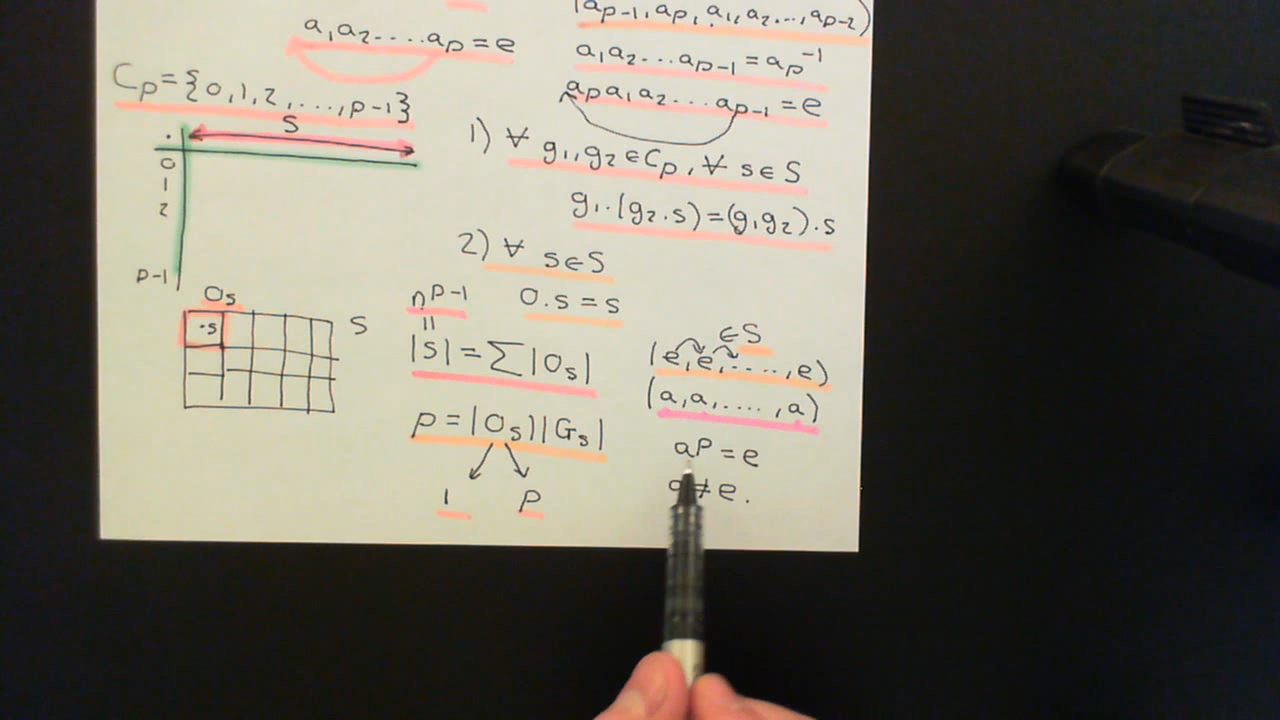 (aₚ₋₁, aₚ, a₁, a₂ ..., aₚ₋₂)
a₁a₂....aₚ = e
a₁a₂...aₚ₋₁ = aₚ⁻¹
Cₚ = {0, 1, 2, ..., p-1}
aₚa₁a₂...aₚ₋₁ = e
S
.
0
1
2
p-1
1) ∀ g₁, g₂ ∈ Cₚ, ∀ s ∈ S
g₁.(g₂.s) = (g₁g₂).s
2) ∀ s ∈ S
0.s = s
Oₛ
.s
S
nᵖ⁻¹
||
|S| = ∑|Oₛ|
p = |Oₛ||Gₛ|
1 p
∈ S
(e, e, ...., e)
(a, a, ...., a)
aᵖ = e
a ≠ e.